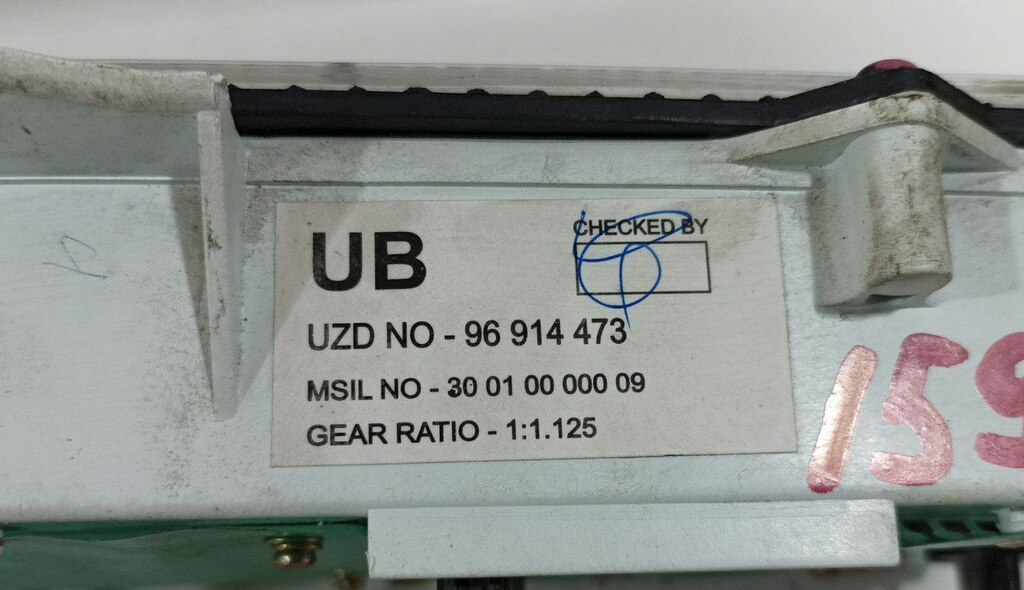 UB
CHECKED BY
UZD NO - 96 914 473
MSIL NO - 30 01 00 000 09
GEAR RATIO - 1:1.125
159